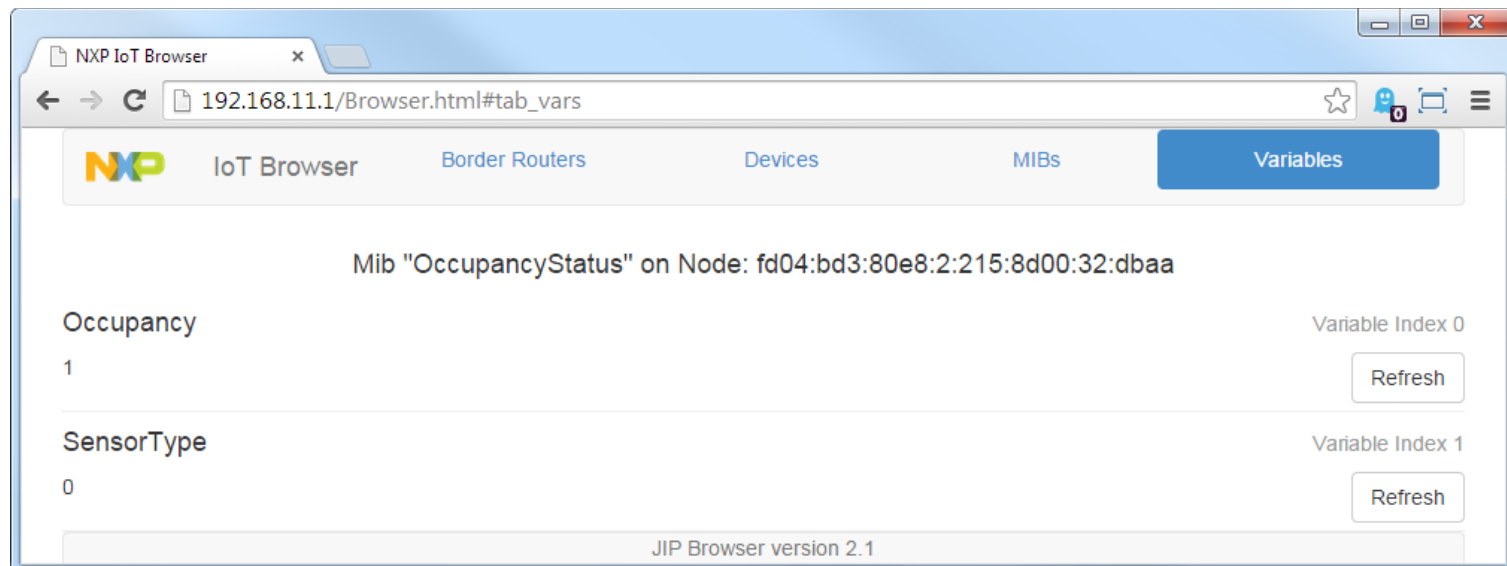 NXP IoT Browser
192.168.11.1/Browser.html#tab_vars
0
NXP IoT Browser Border Routers Devices MIBs Variables
Mib "OccupancyStatus" on Node: fd04:bd3:80e8:2:215:8d00:32:dbaa
Occupancy Variable Index 0
1 Refresh
SensorType Variable Index 1
0 Refresh
JIP Browser version 2.1